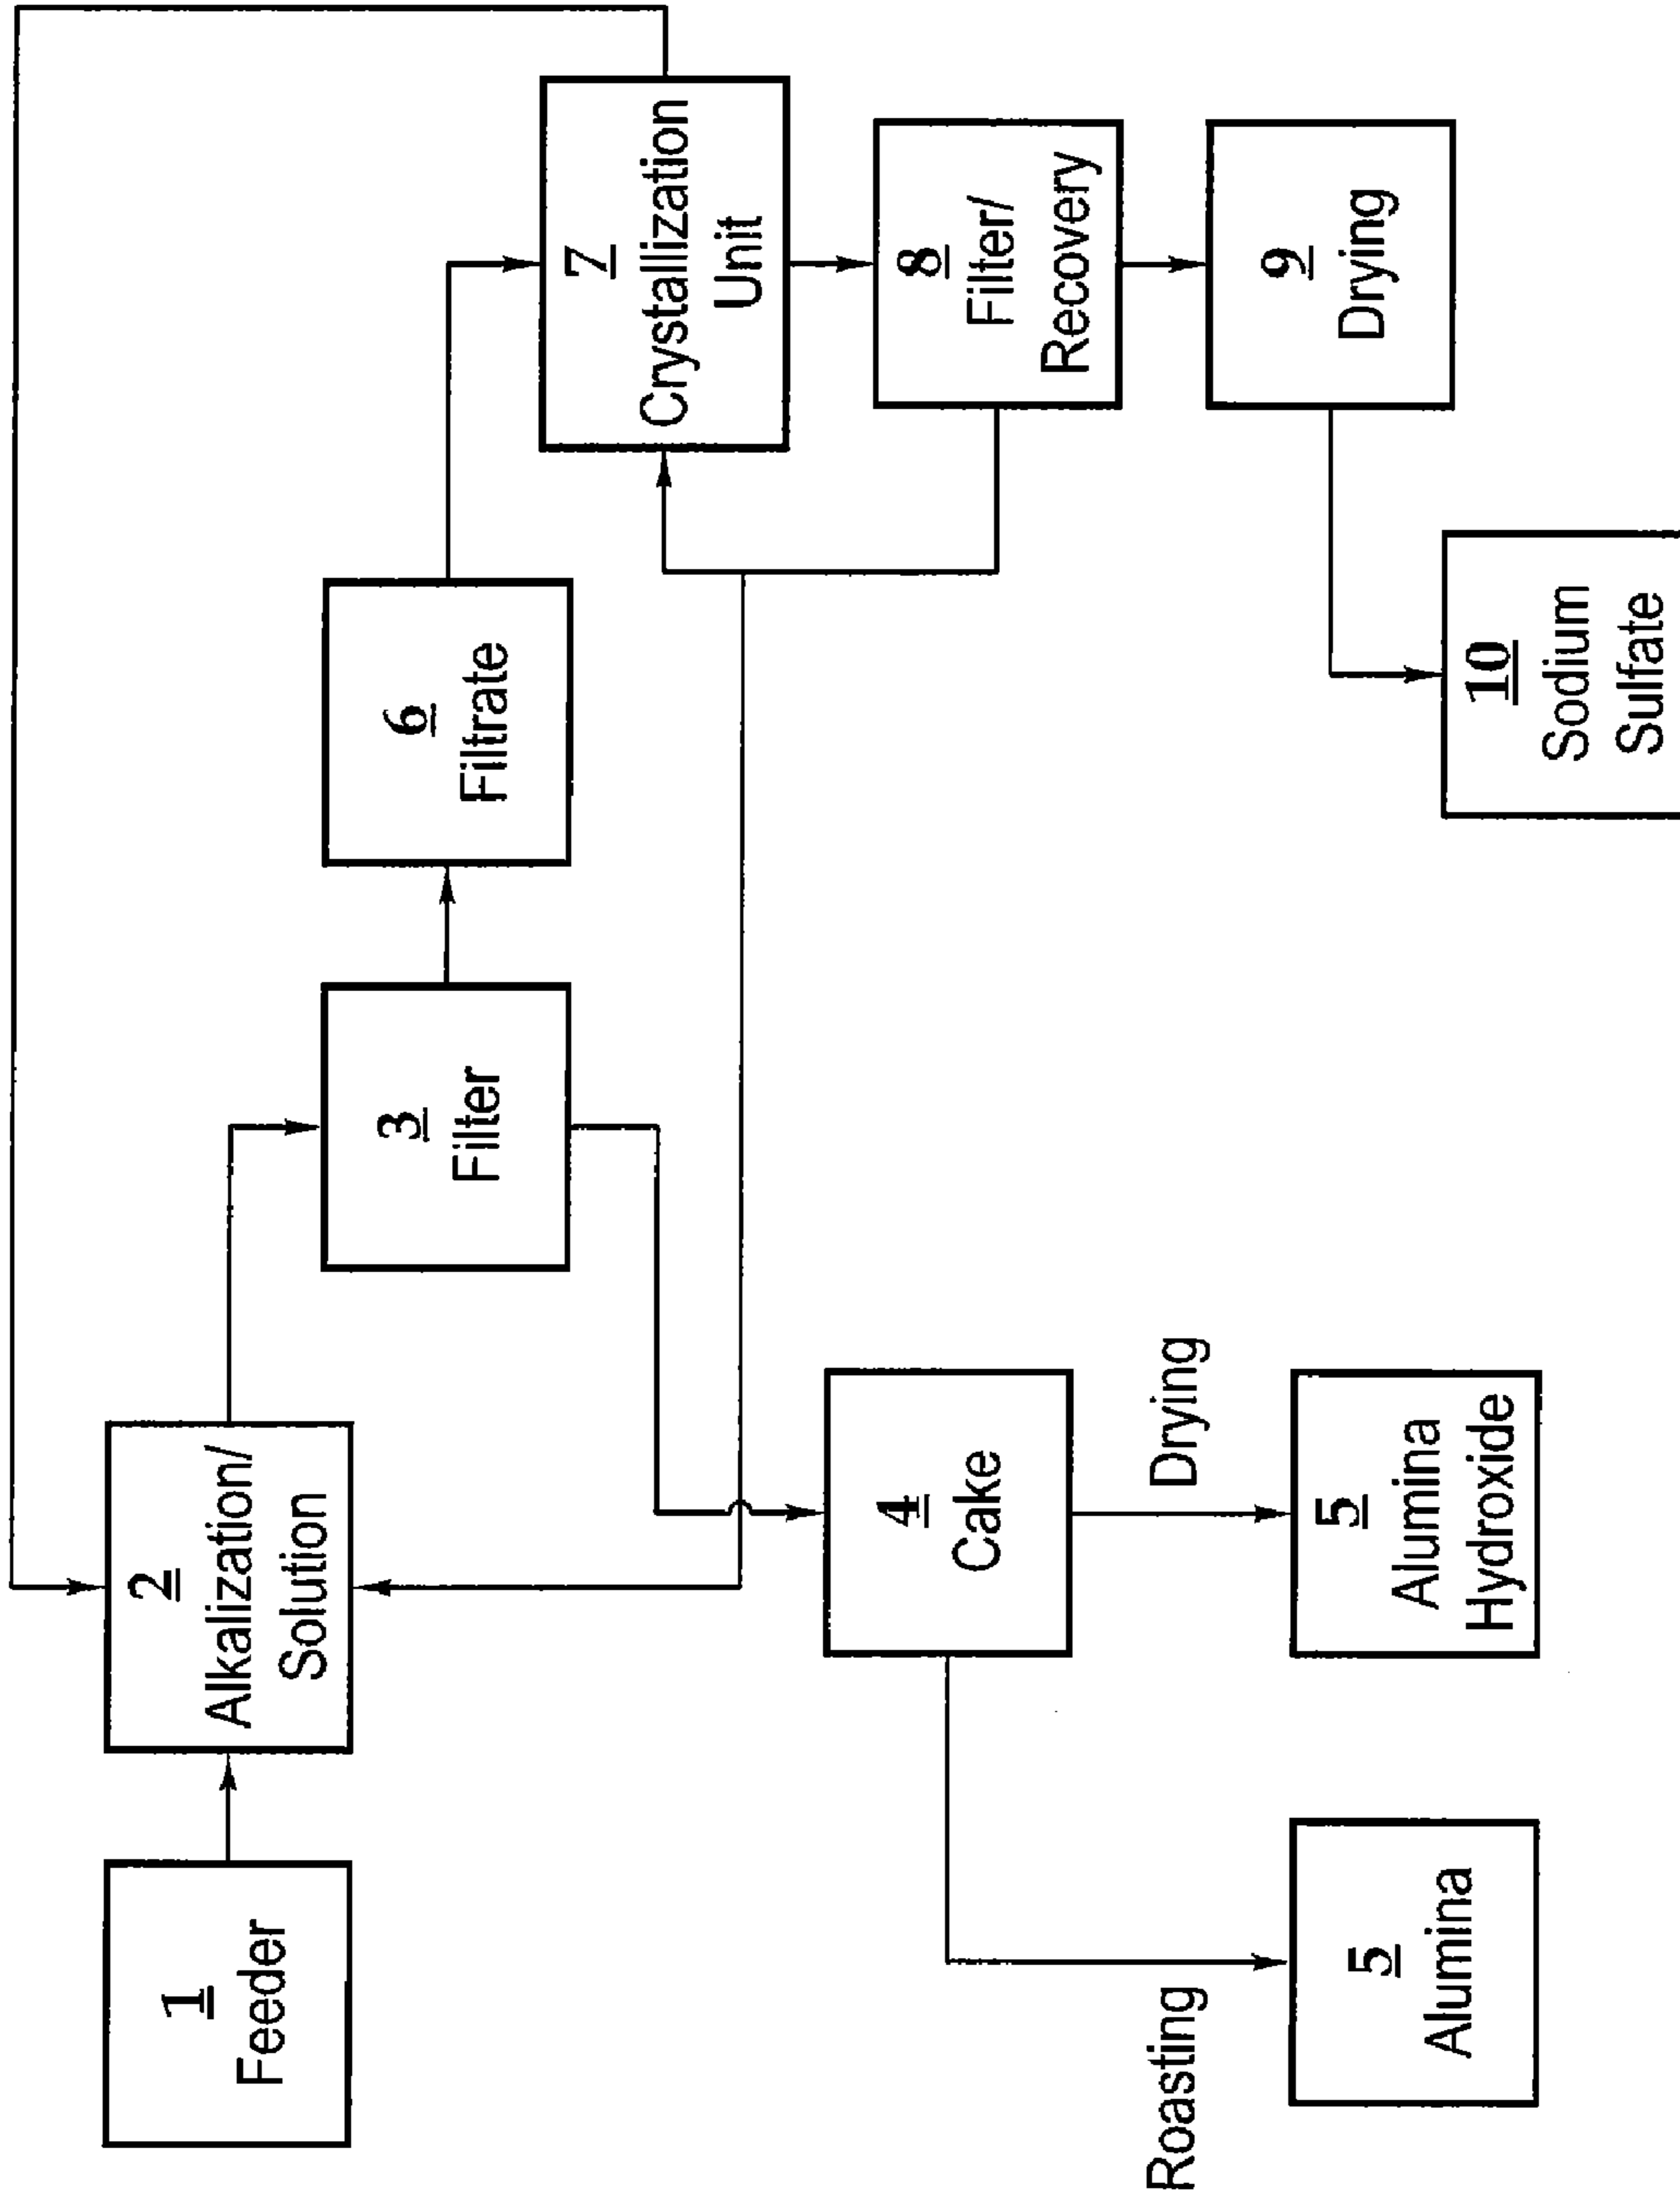 1
Feeder
2
Alkalization/
Solution
3
Filter
6
Filtrate
7
Crystallization
Unit
8
Filter/
Recovery
9
Drying
10
Sodium
Sulfate
4
Cake
Roasting
Drying
5
Alumina
5
Alumina
Hydroxide